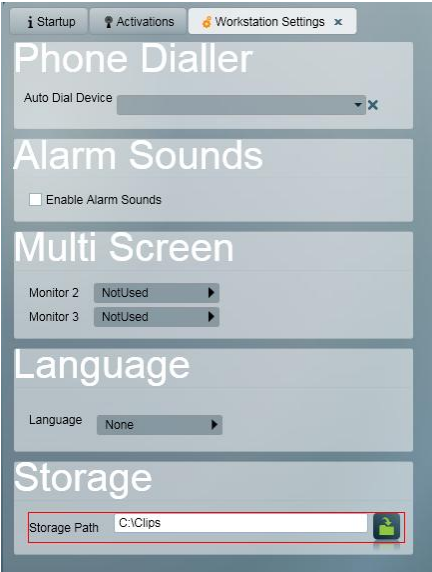 Startup
Activations
Workstation Settings
Phone Dialler
Auto Dial Device
Alarm Sounds
Enable Alarm Sounds
Multi Screen
Monitor 2 NotUsed
Monitor 3 NotUsed
Language
Language None
Storage
Storage Path C:\Clips